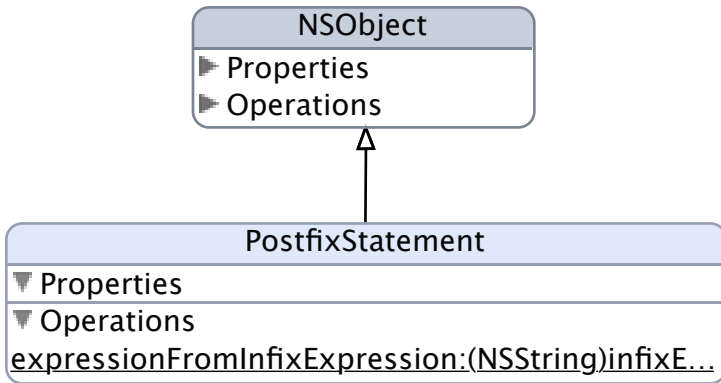 NSObject
Properties
Operations
PostfixStatement
Properties
Operations
expressionFromInfixExpression:(NSString)infixE...